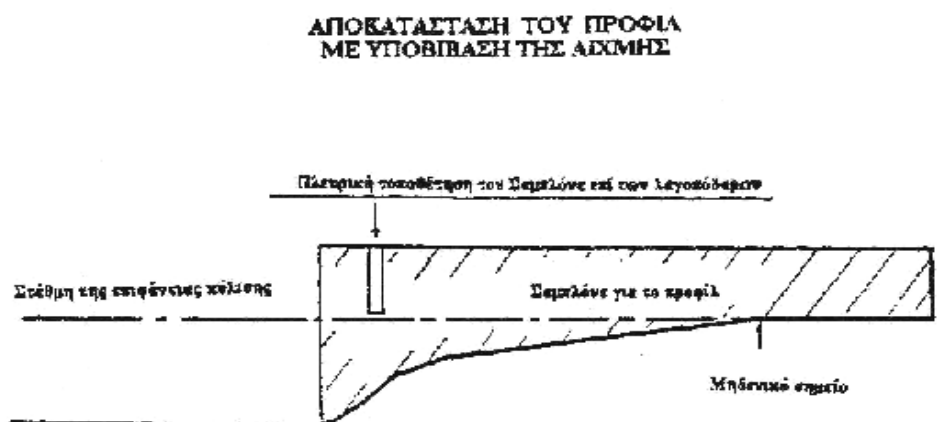 ΑΠΟΚΑΤΑΣΤΑΣΗ ΤΟΥ ΠΡΟΦΙΛ
ΜΕ ΥΠΟΒΙΒΑΣΗ ΤΗΣ ΑΙΧΜΗΣ
Πλευρική τοποθέτηση του Σαμπλόνε επί των λαγοπόδαρων
Στάθμη της επιφάνειας κύλισης
Σαμπλόνε για το προφίλ
Μηδενικό σημείο